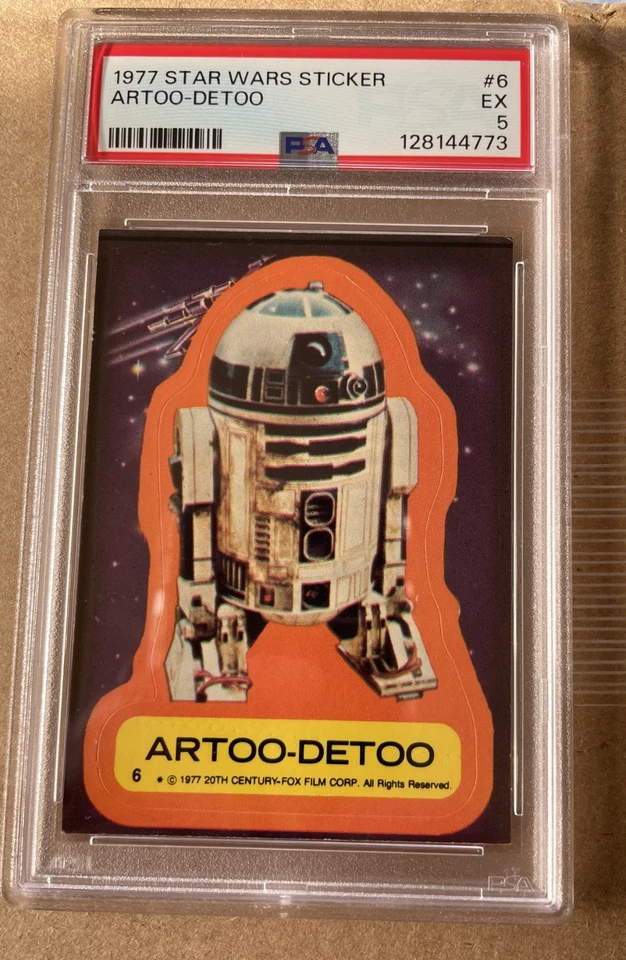 1977 STAR WARS STICKER #6
ARTOO-DETOO EX
5
PSA 128144773
ARTOO-DETOO
6 * © 1977 20TH CENTURY-FOX FILM CORP. All Rights Reserved.
PSA